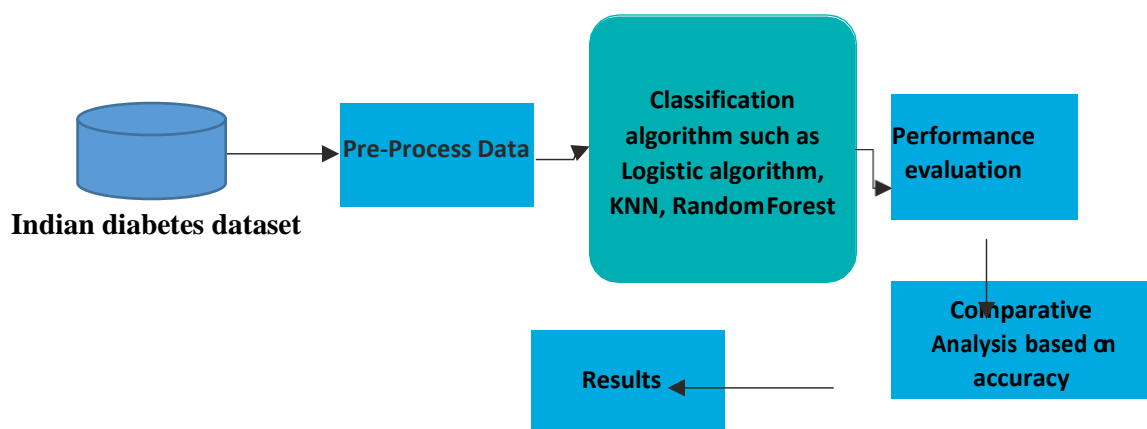 Indian diabetes dataset
Pre-Process Data
Classification
algorithm such as
Logistic algorithm,
KNN, RandomForest
Performance
evaluation
Comparative
Analysis based on
accuracy
Results